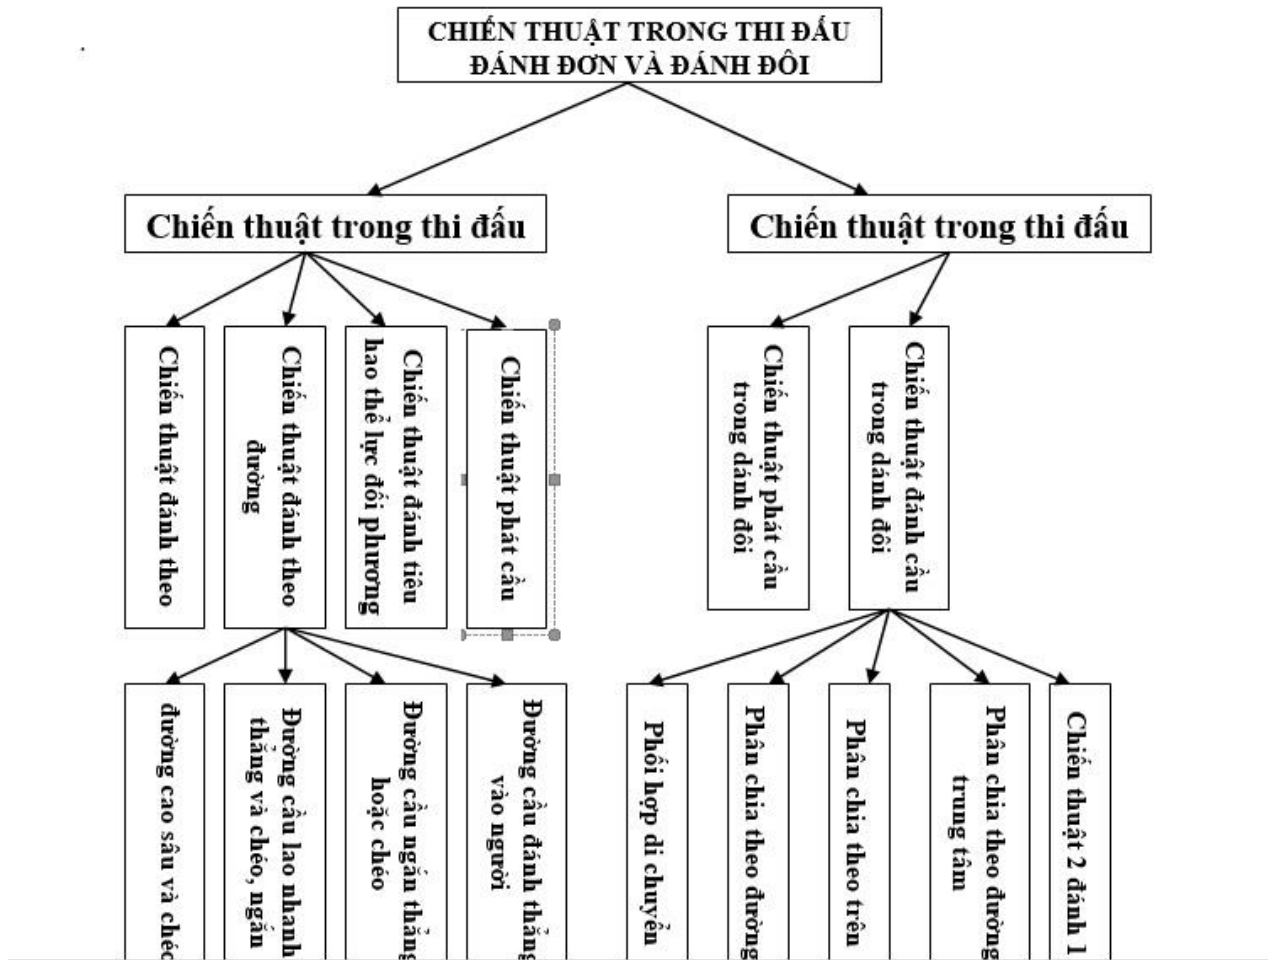 CHIẾN THUẬT TRONG THI ĐẤU
ĐÁNH ĐƠN VÀ ĐÁNH ĐÔI
Chiến thuật trong thi đấu
Chiến thuật trong thi đấu
Chiến thuật đánh theo
Chiến thuật đánh theo
đường
Chiến thuật đánh tiêu
hao thể lực đối phương
Chiến thuật phát cầu
Chiến thuật phát cầu
trong dánh đôi
Chiến thuật đánh cầu
trong dánh đôi
đường cao sâu và chéo
Đường cầu lao nhanh
thẳng và chéo, ngắn
Đường cầu ngắn thẳng
hoặc chéo
Đường cầu đánh thẳng
vào người
Phối hợp di chuyển
Phân chia theo đường
Phân chia theo trên
Phân chia theo đường
trung tâm
Chiến thuật 2 đánh 1